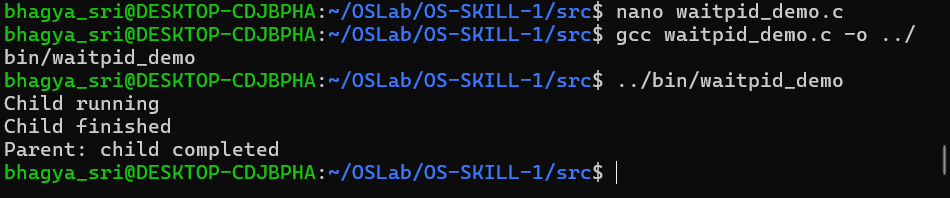 bhagya_sri@DESKTOP-CDJBPHA:~/OSLab/OS-SKILL-1/src$ nano waitpid_demo.c
bhagya_sri@DESKTOP-CDJBPHA:~/OSLab/OS-SKILL-1/src$ gcc waitpid_demo.c -o ../
bin/waitpid_demo
bhagya_sri@DESKTOP-CDJBPHA:~/OSLab/OS-SKILL-1/src$ ../bin/waitpid_demo
Child running
Child finished
Parent: child completed
bhagya_sri@DESKTOP-CDJBPHA:~/OSLab/OS-SKILL-1/src$